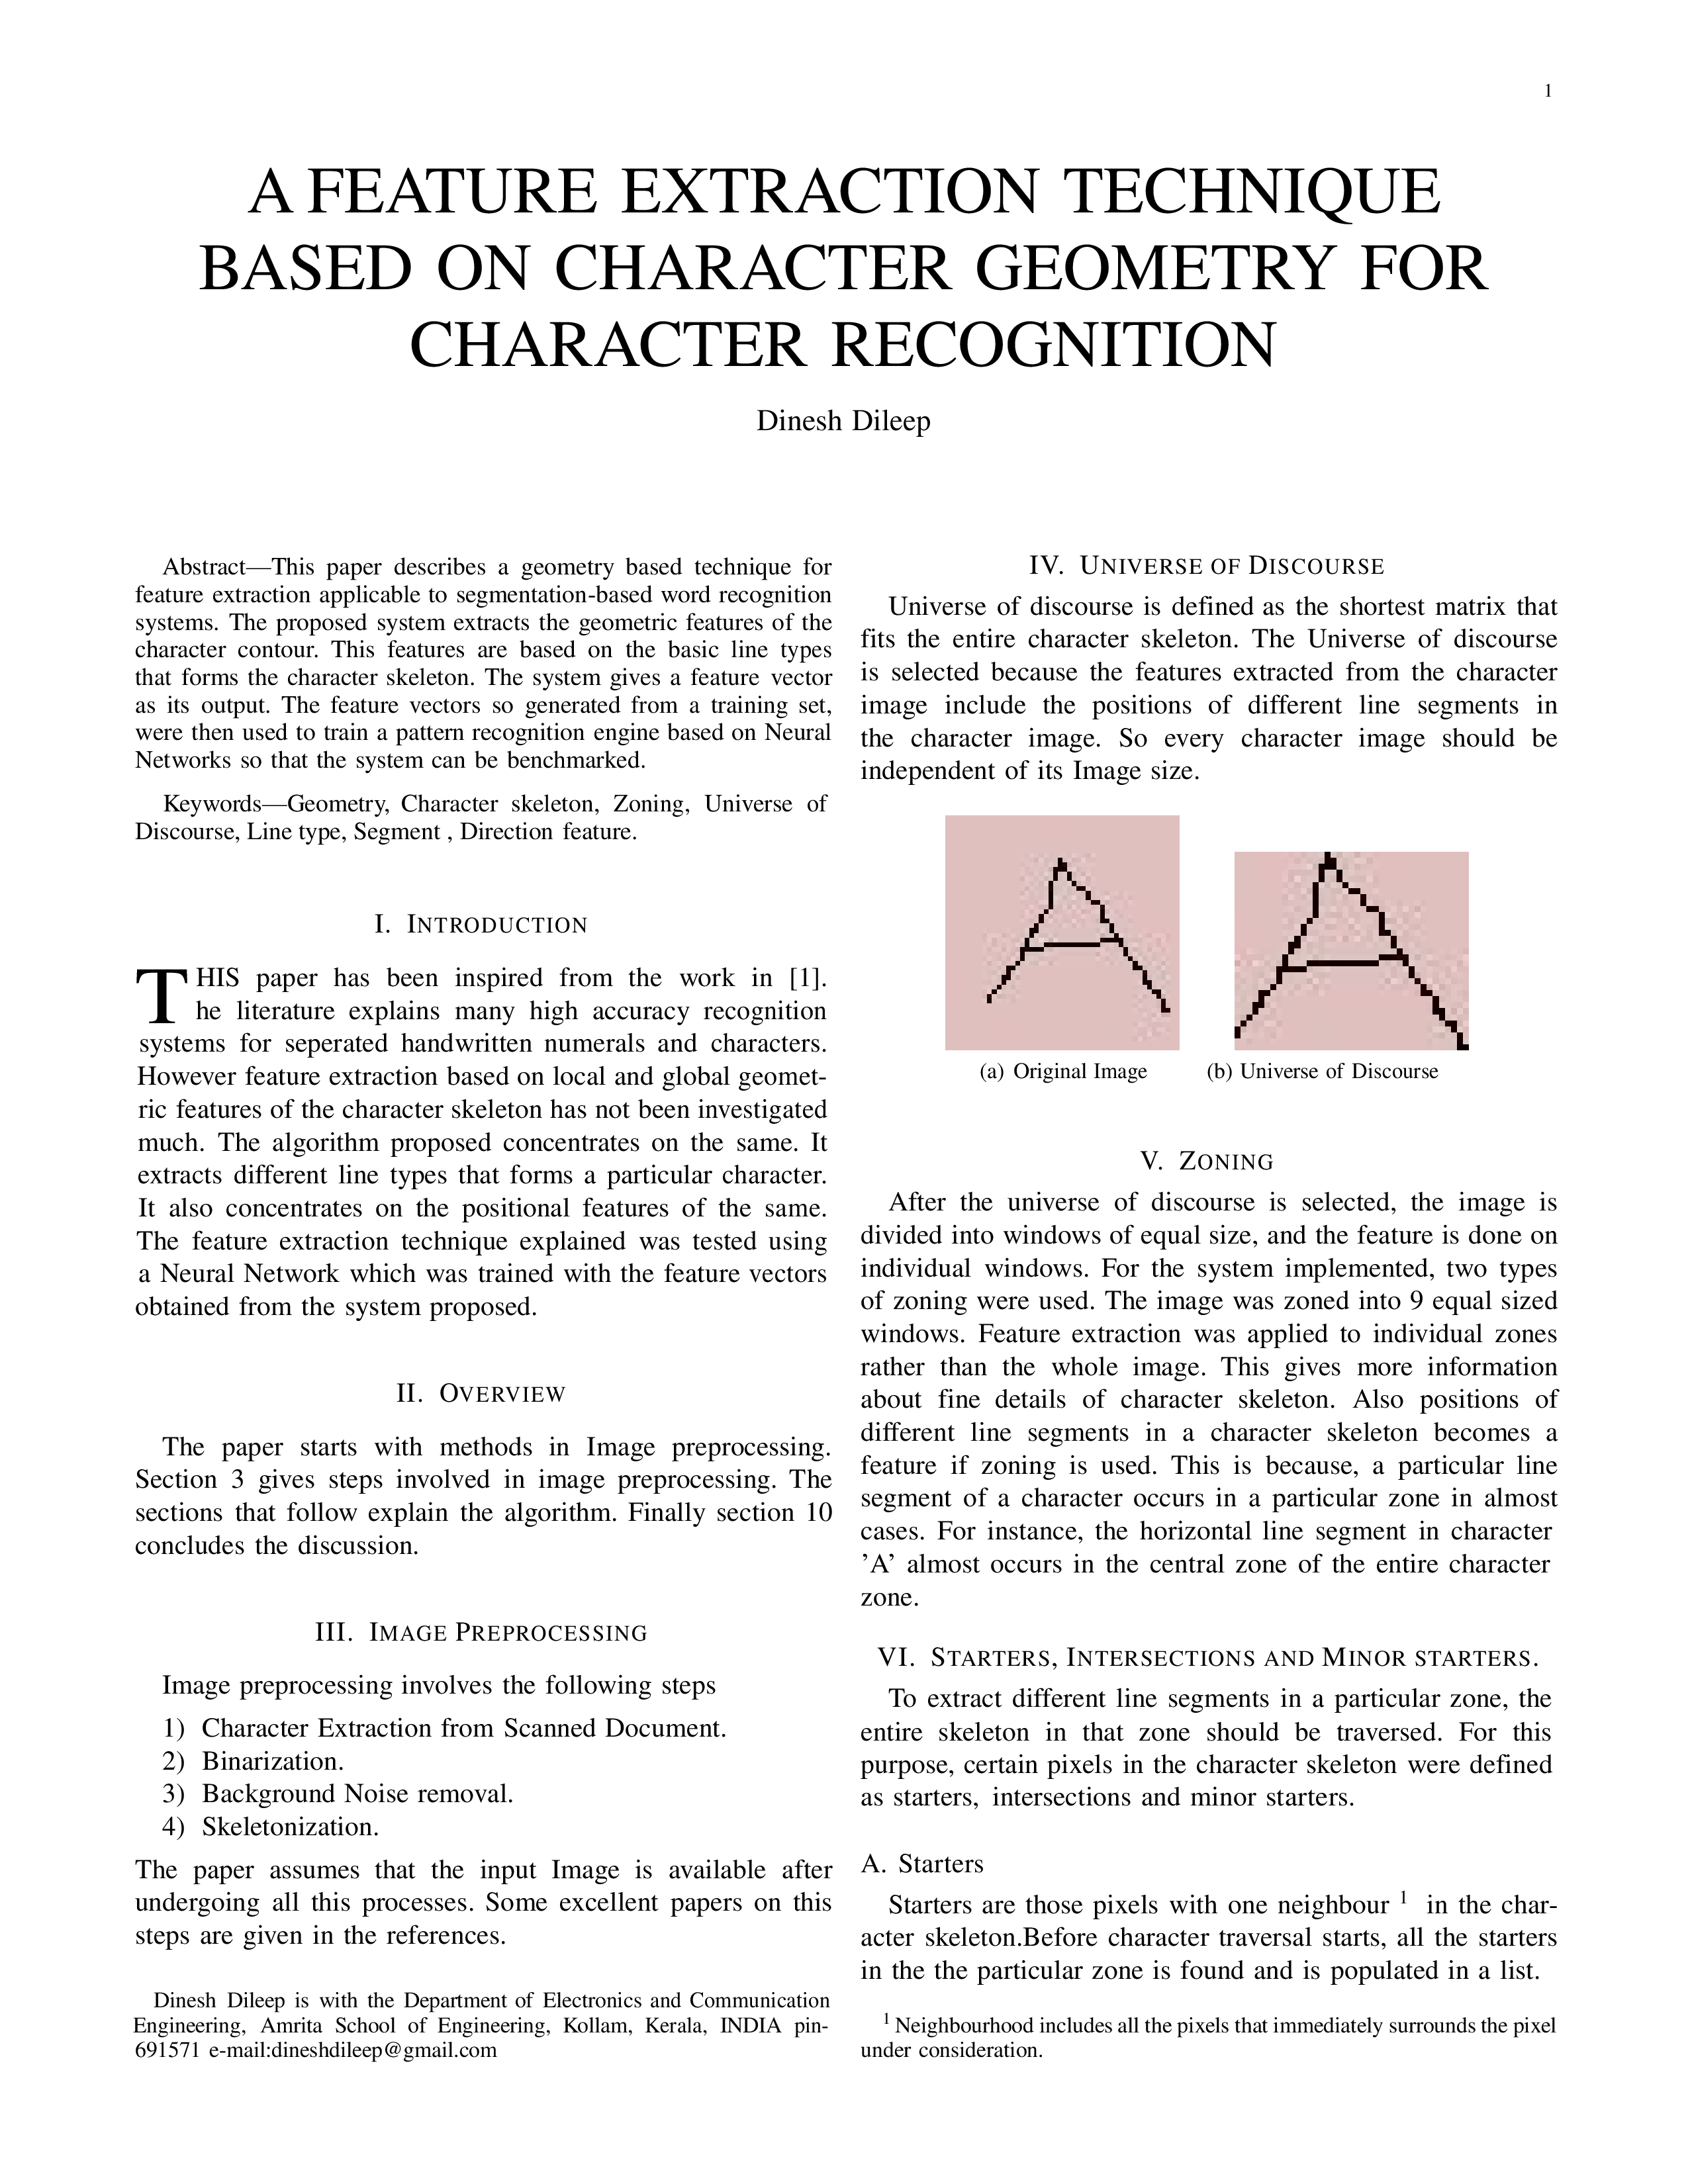 1
A FEATURE EXTRACTION TECHNIQUE
BASED ON CHARACTER GEOMETRY FOR
CHARACTER RECOGNITION
Dinesh Dileep
Abstract—This paper describes a geometry based technique for
feature extraction applicable to segmentation-based word recognition
systems. The proposed system extracts the geometric features of the
character contour. This features are based on the basic line types
that forms the character skeleton. The system gives a feature vector
as its output. The feature vectors so generated from a training set,
were then used to train a pattern recognition engine based on Neural
Networks so that the system can be benchmarked.
Keywords—Geometry, Character skeleton, Zoning, Universe of
Discourse, Line type, Segment , Direction feature.
I. INTRODUCTION
THIS paper has been inspired from the work in [1].
he literature explains many high accuracy recognition
systems for seperated handwritten numerals and characters.
However feature extraction based on local and global geomet-
ric features of the character skeleton has not been investigated
much. The algorithm proposed concentrates on the same. It
extracts different line types that forms a particular character.
It also concentrates on the positional features of the same.
The feature extraction technique explained was tested using
a Neural Network which was trained with the feature vectors
obtained from the system proposed.
II. OVERVIEW
The paper starts with methods in Image preprocessing.
Section 3 gives steps involved in image preprocessing. The
sections that follow explain the algorithm. Finally section 10
concludes the discussion.
III. IMAGE PREPROCESSING
Image preprocessing involves the following steps
1) Character Extraction from Scanned Document.
2) Binarization.
3) Background Noise removal.
4) Skeletonization.
The paper assumes that the input Image is available after
undergoing all this processes. Some excellent papers on this
steps are given in the references.
Dinesh Dileep is with the Department of Electronics and Communication
Engineering, Amrita School of Engineering, Kollam, Kerala, INDIA pin-
691571 e-mail:dineshdileep@gmail.com
IV. UNIVERSE OF DISCOURSE
Universe of discourse is defined as the shortest matrix that
fits the entire character skeleton. The Universe of discourse
is selected because the features extracted from the character
image include the positions of different line segments in
the character image. So every character image should be
independent of its Image size.
(a) Original Image
(b) Universe of Discourse
V. ZONING
After the universe of discourse is selected, the image is
divided into windows of equal size, and the feature is done on
individual windows. For the system implemented, two types
of zoning were used. The image was zoned into 9 equal sized
windows. Feature extraction was applied to individual zones
rather than the whole image. This gives more information
about fine details of character skeleton. Also positions of
different line segments in a character skeleton becomes a
feature if zoning is used. This is because, a particular line
segment of a character occurs in a particular zone in almost
cases. For instance, the horizontal line segment in character
’A’ almost occurs in the central zone of the entire character
zone.
VI. STARTERS, INTERSECTIONS AND MINOR STARTERS.
To extract different line segments in a particular zone, the
entire skeleton in that zone should be traversed. For this
purpose, certain pixels in the character skeleton were defined
as starters, intersections and minor starters.
A. Starters
Starters are those pixels with one neighbour 1 in the char-
acter skeleton.Before character traversal starts, all the starters
in the the particular zone is found and is populated in a list.
1 Neighbourhood includes all the pixels that immediately surrounds the pixel
under consideration.